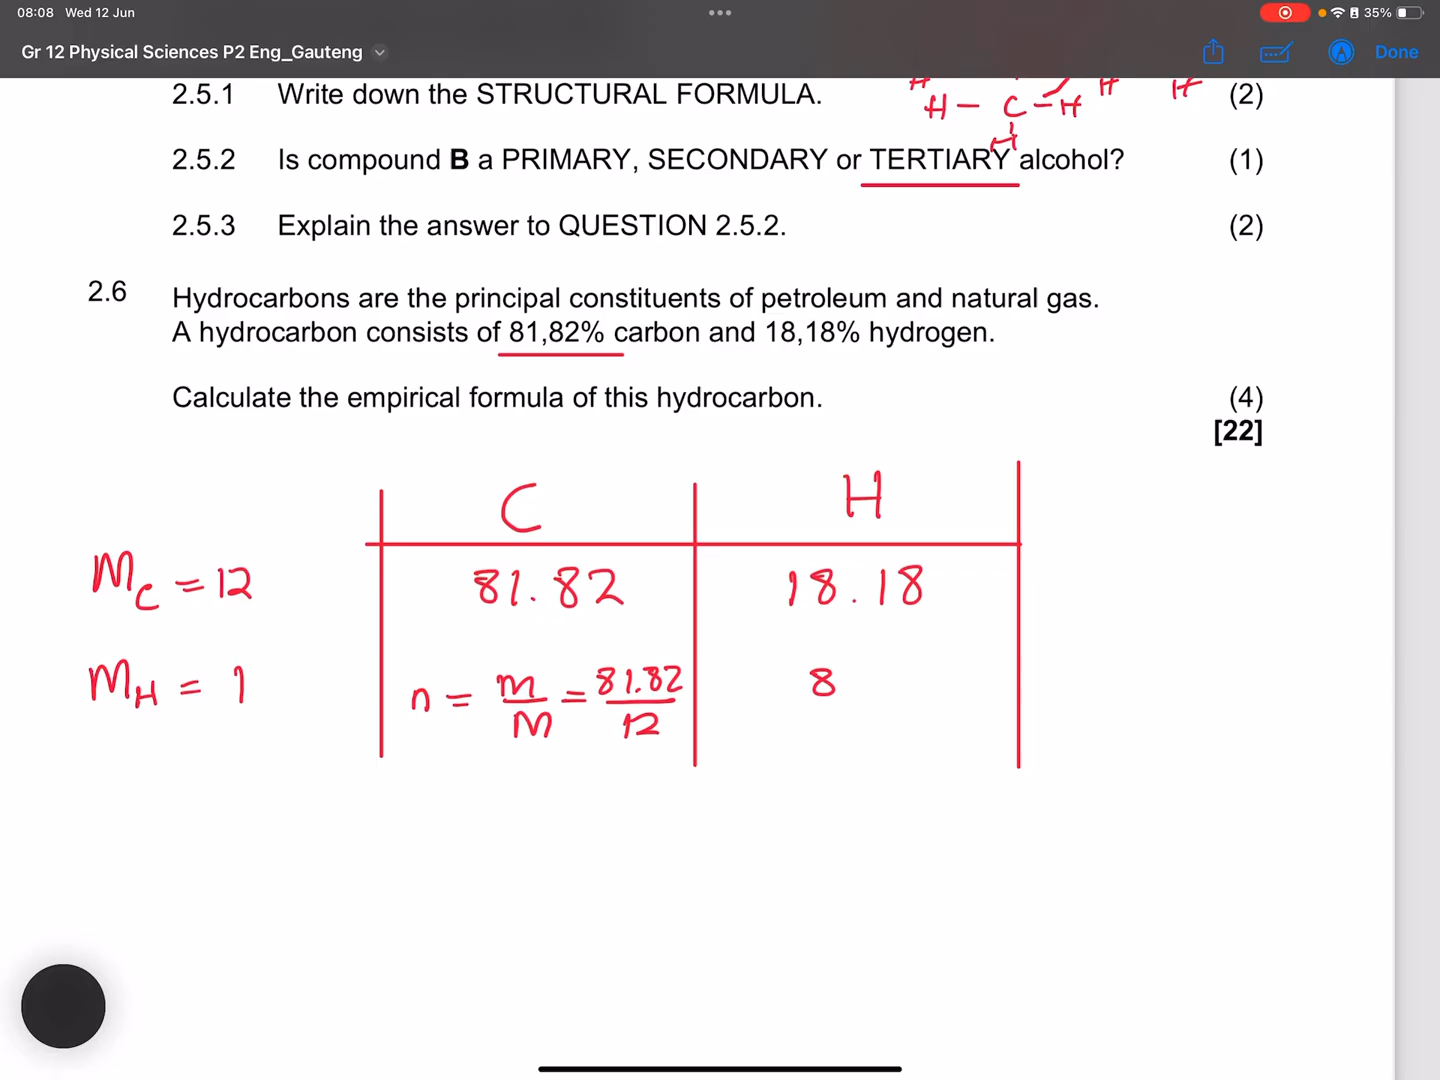 08:08 Wed 12 Jun
35%
Gr 12 Physical Sciences P2 Eng_Gauteng
Done
2.5.1 Write down the STRUCTURAL FORMULA. (2)
H
H – C – H H H
H
2.5.2 Is compound B a PRIMARY, SECONDARY or TERTIARY alcohol? (1)
2.5.3 Explain the answer to QUESTION 2.5.2. (2)
2.6 Hydrocarbons are the principal constituents of petroleum and natural gas.
A hydrocarbon consists of 81,82% carbon and 18,18% hydrogen.
Calculate the empirical formula of this hydrocarbon. (4)
[22]
C H
Mc = 12 81.82 18.18
MH = 1 n = m/M = 81.82/12 8